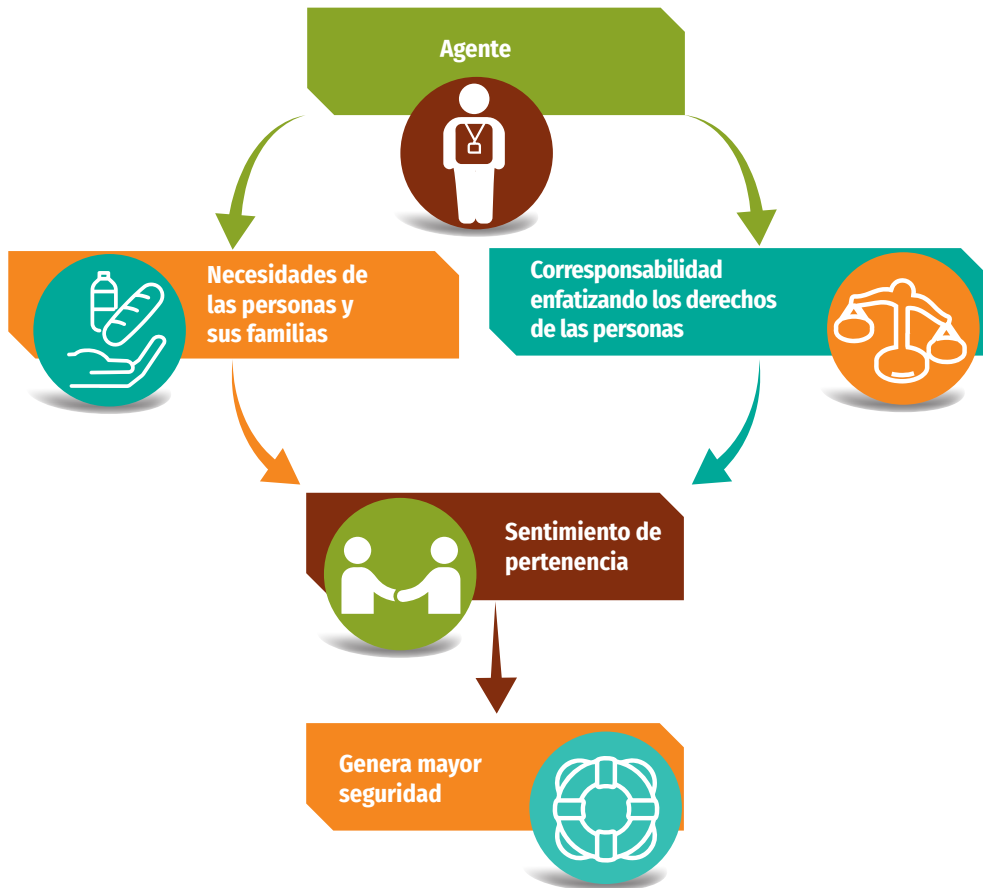 Agente
Necesidades de
las personas y
sus familias
Corresponsabilidad
enfatizando los derechos
de las personas
Sentimiento de
pertenencia
Genera mayor
seguridad